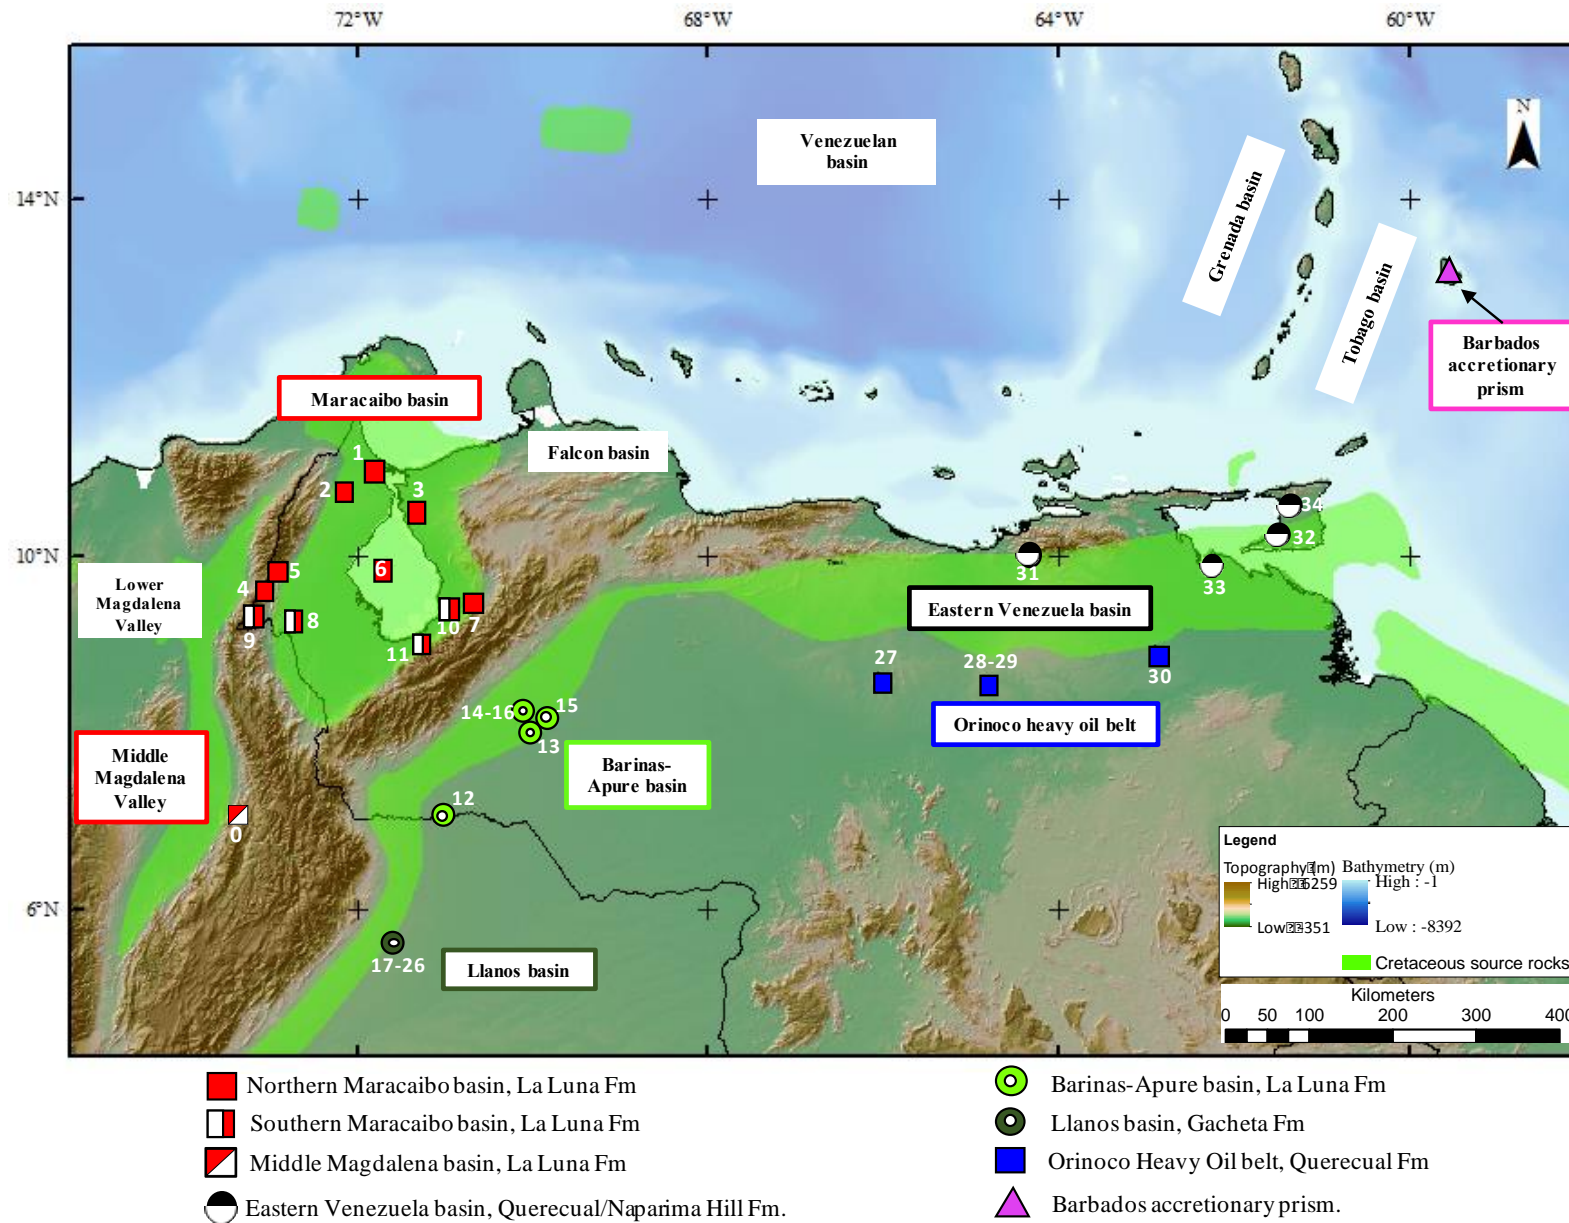 72°W
68°W
64°W
60°W
N
Venezuelan
basin
14°N
Grenada basin
Tobago basin
Barbados
accretionary
prism
Maracaibo basin
Falcon basin
1
2
3
34
32
10°N
31
33
5
6
4
Lower
Magdalena
Valley
Eastern Venezuela basin
8
10
7
9
11
27
28-29
30
14-16
15
13
Orinoco heavy oil belt
Middle
Magdalena
Valley
Barinas-
Apure basin
12
0
Legend
Topography (m)
Bathymetry (m)
High : 6259
High : -1
Low : -351
Low : -8392
Cretaceous source rocks
6°N
17-26
Llanos basin
Kilometers
0 50 100 200 300 400
Northern Maracaibo basin, La Luna Fm
Southern Maracaibo basin, La Luna Fm
Middle Magdalena basin, La Luna Fm
Eastern Venezuela basin, Querecual/Naparima Hill Fm.
Barinas-Apure basin, La Luna Fm
Llanos basin, Gacheta Fm
Orinoco Heavy Oil belt, Querecual Fm
Barbados accretionary prism.